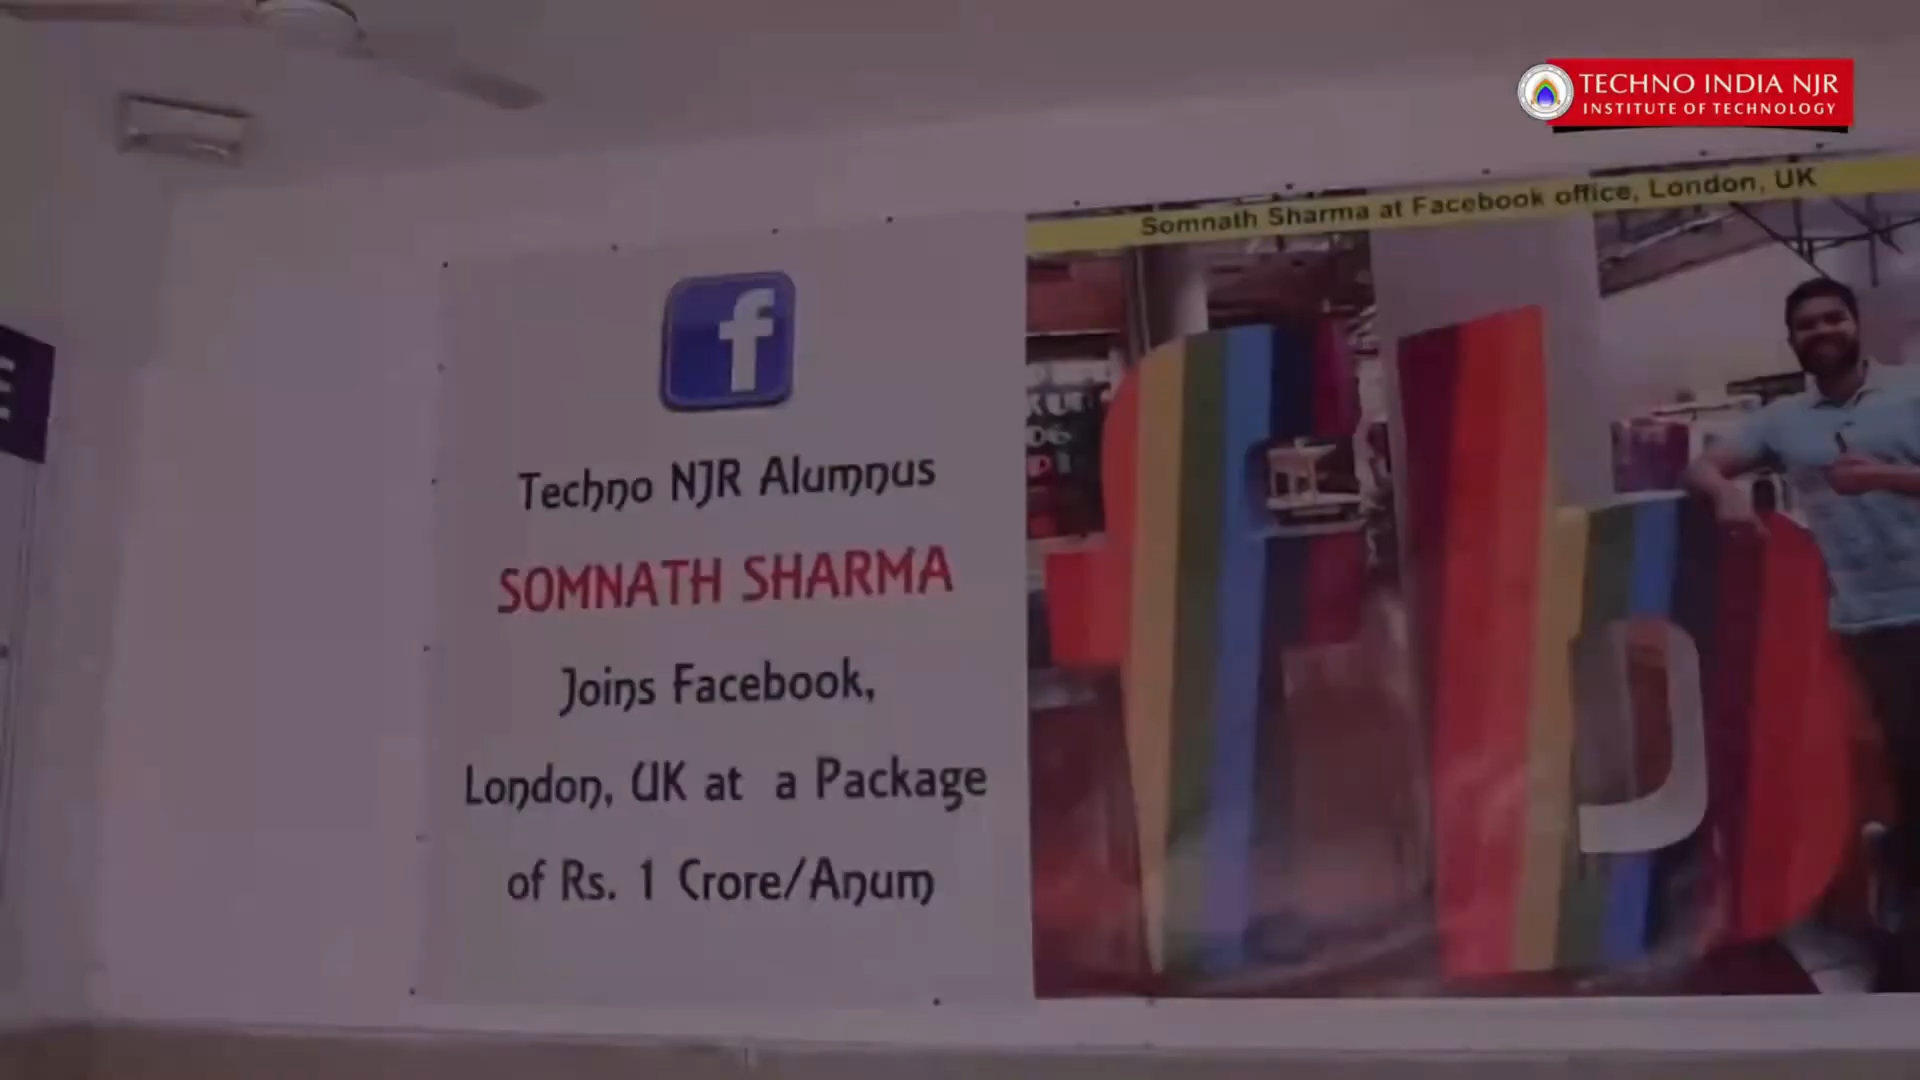 TECHNO INDIA NJR
INSTITUTE OF TECHNOLOGY
Somnath Sharma at Facebook office, London, UK
f
Techno NJR Alumnus
SOMNATH SHARMA
Joins Facebook,
London, UK at a Package
of Rs. 1 Crore/Anum
fb